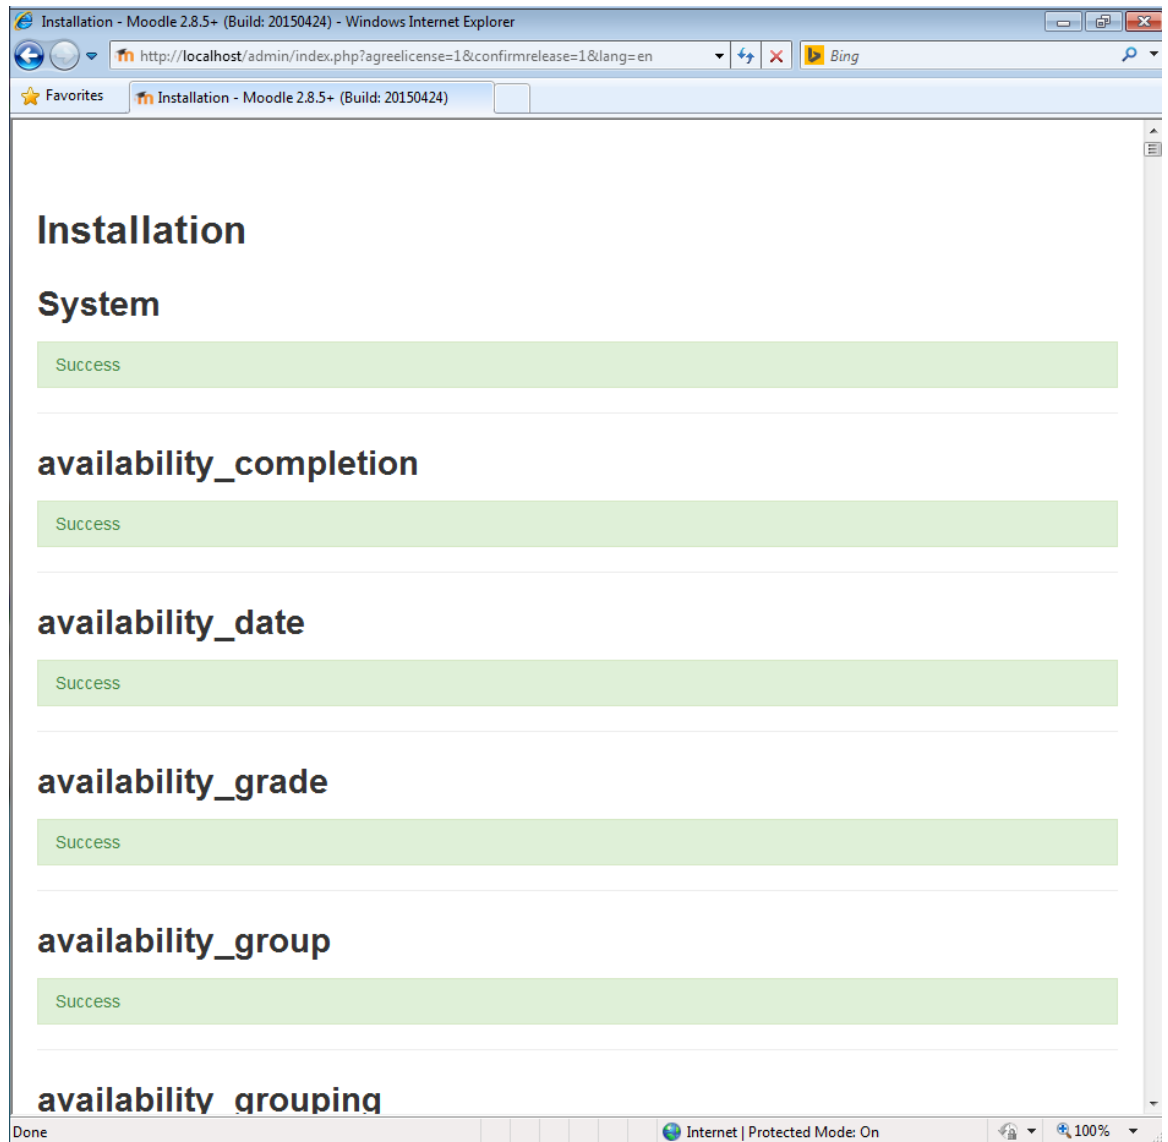 Installation - Moodle 2.8.5+ (Build: 20150424) - Windows Internet Explorer
http://localhost/admin/index.php?agreelicense=1&confirmrelease=1&lang=en
Bing
Favorites
Installation - Moodle 2.8.5+ (Build: 20150424)
Installation
System
Success
availability_completion
Success
availability_date
Success
availability_grade
Success
availability_group
Success
availability_grouping
Done
Internet | Protected Mode: On
100%